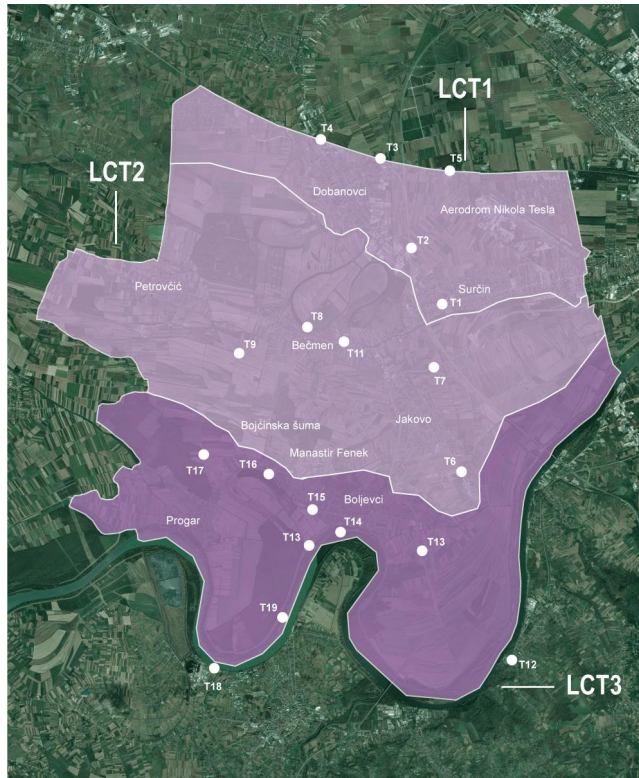 LCT1
T4
T3
T5
LCT2
Dobanovci
Aerodrom Nikola Tesla
T2
Petrovčić
Surčin
T1
T8
Bečmen
T9
T11
T7
Jakovo
Bojćinska šuma
Manastir Fenek
T17
T16
T6
Boljevci
T15
Progar
T14
T13
T13
T19
T12
T18
LCT3